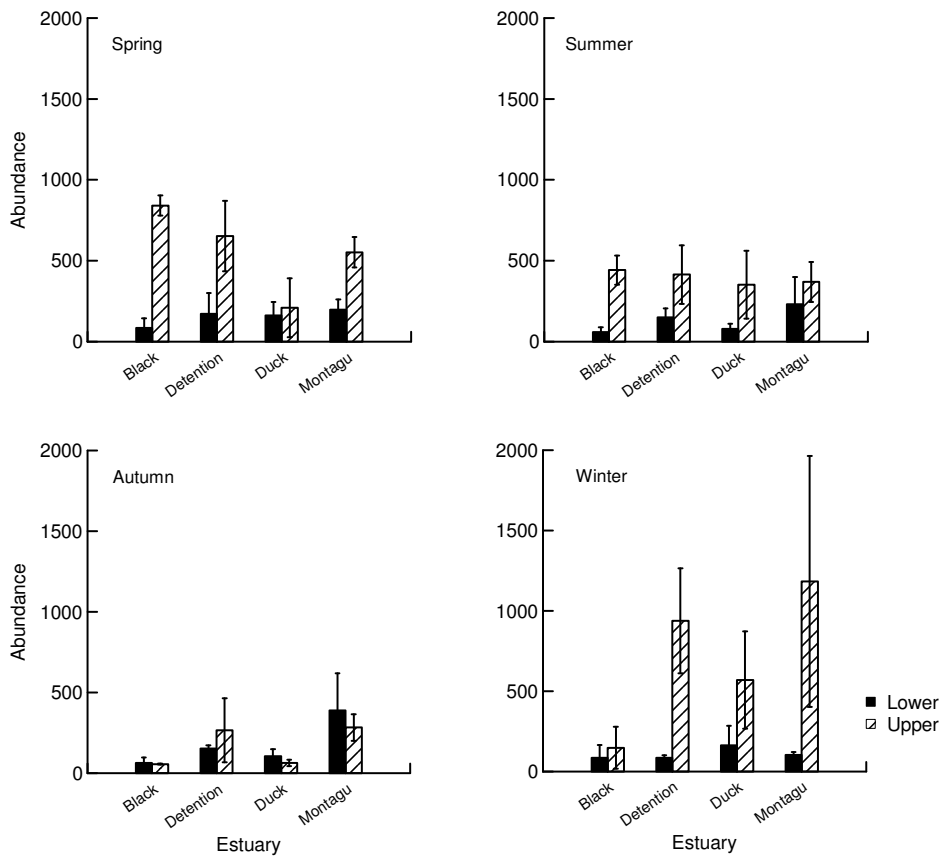 Spring
2000
1500
1000
500
0
Abundance
Black
Detention
Duck
Montagu
Summer
2000
1500
1000
500
0
Black
Detention
Duck
Montagu
Autumn
2000
1500
1000
500
0
Abundance
Black
Detention
Duck
Montagu
Estuary
Winter
2000
1500
1000
500
0
Black
Detention
Duck
Montagu
Estuary
Lower
Upper